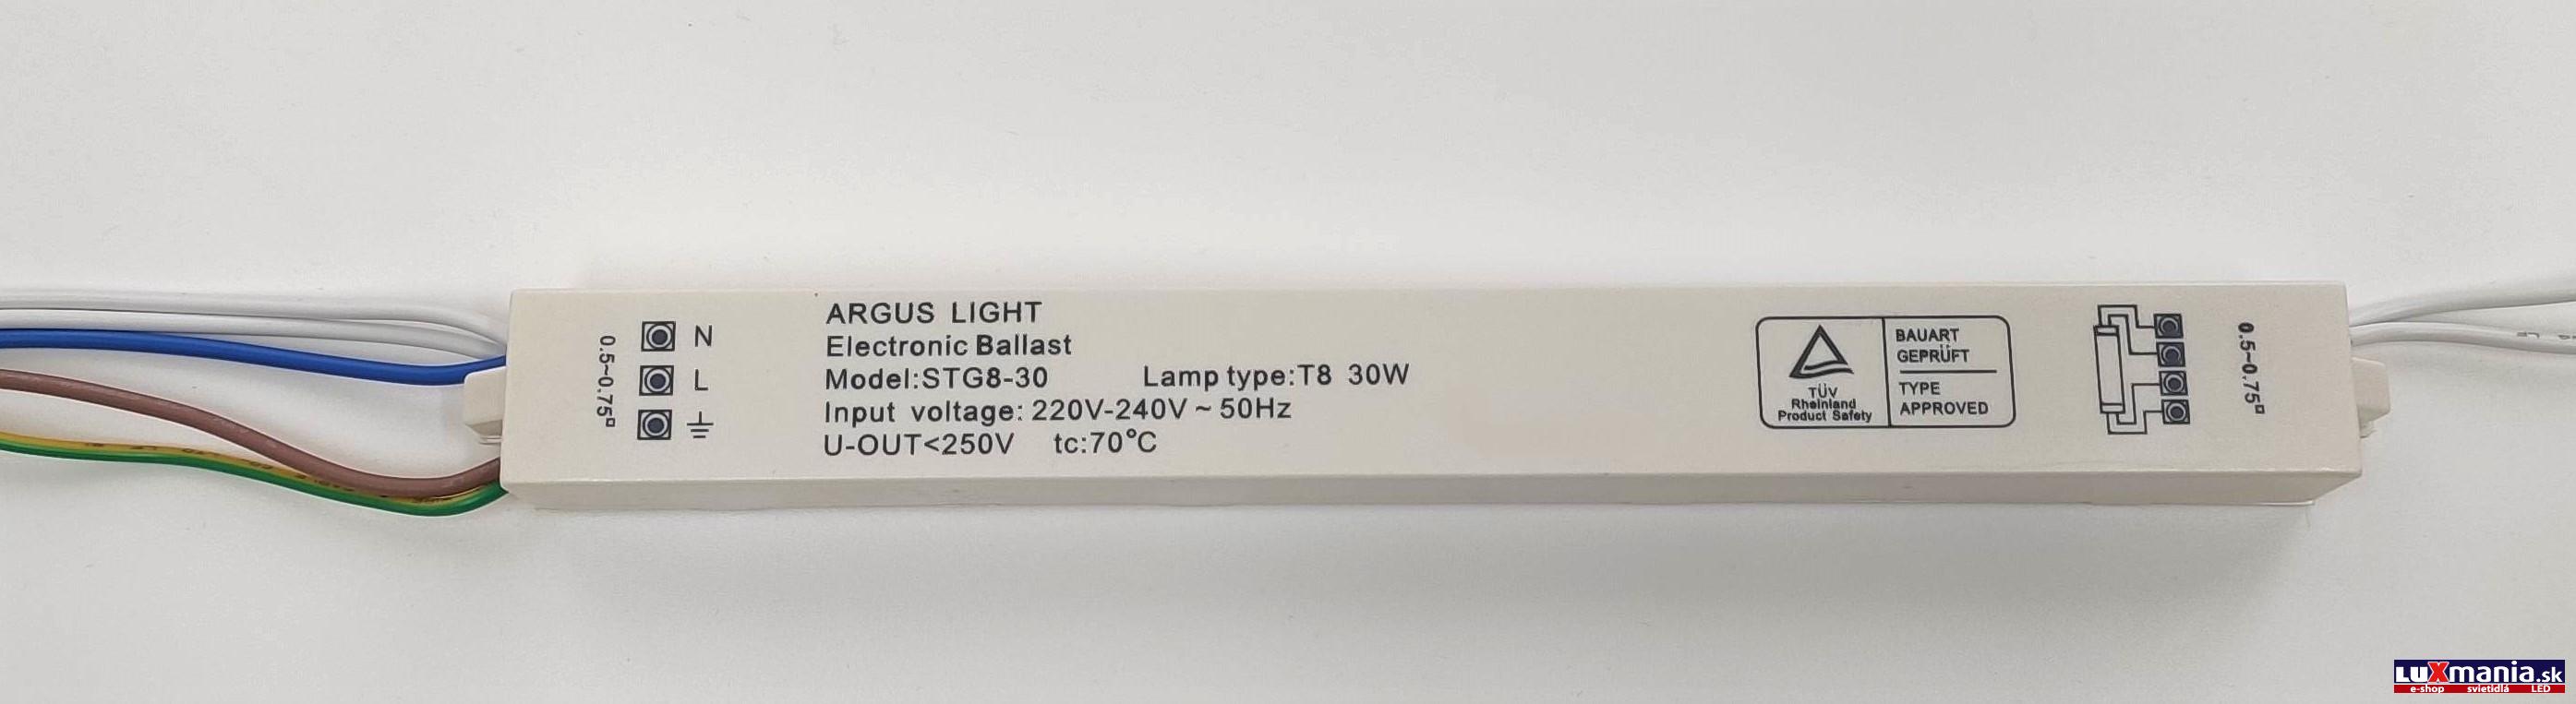 0.5~0.75¤
N
L
ARGUS LIGHT
Electronic Ballast
Model:STG8-30 Lamp type:T8 30W
Input voltage: 220V-240V ~ 50Hz
U-OUT<250V tc:70°C
TÜV
Rheinland
Product Safety
BAUART
GEPRÜFT
TYPE
APPROVED
0.5~0.75¤
LUXmania.sk
e-shop svietidlá LED